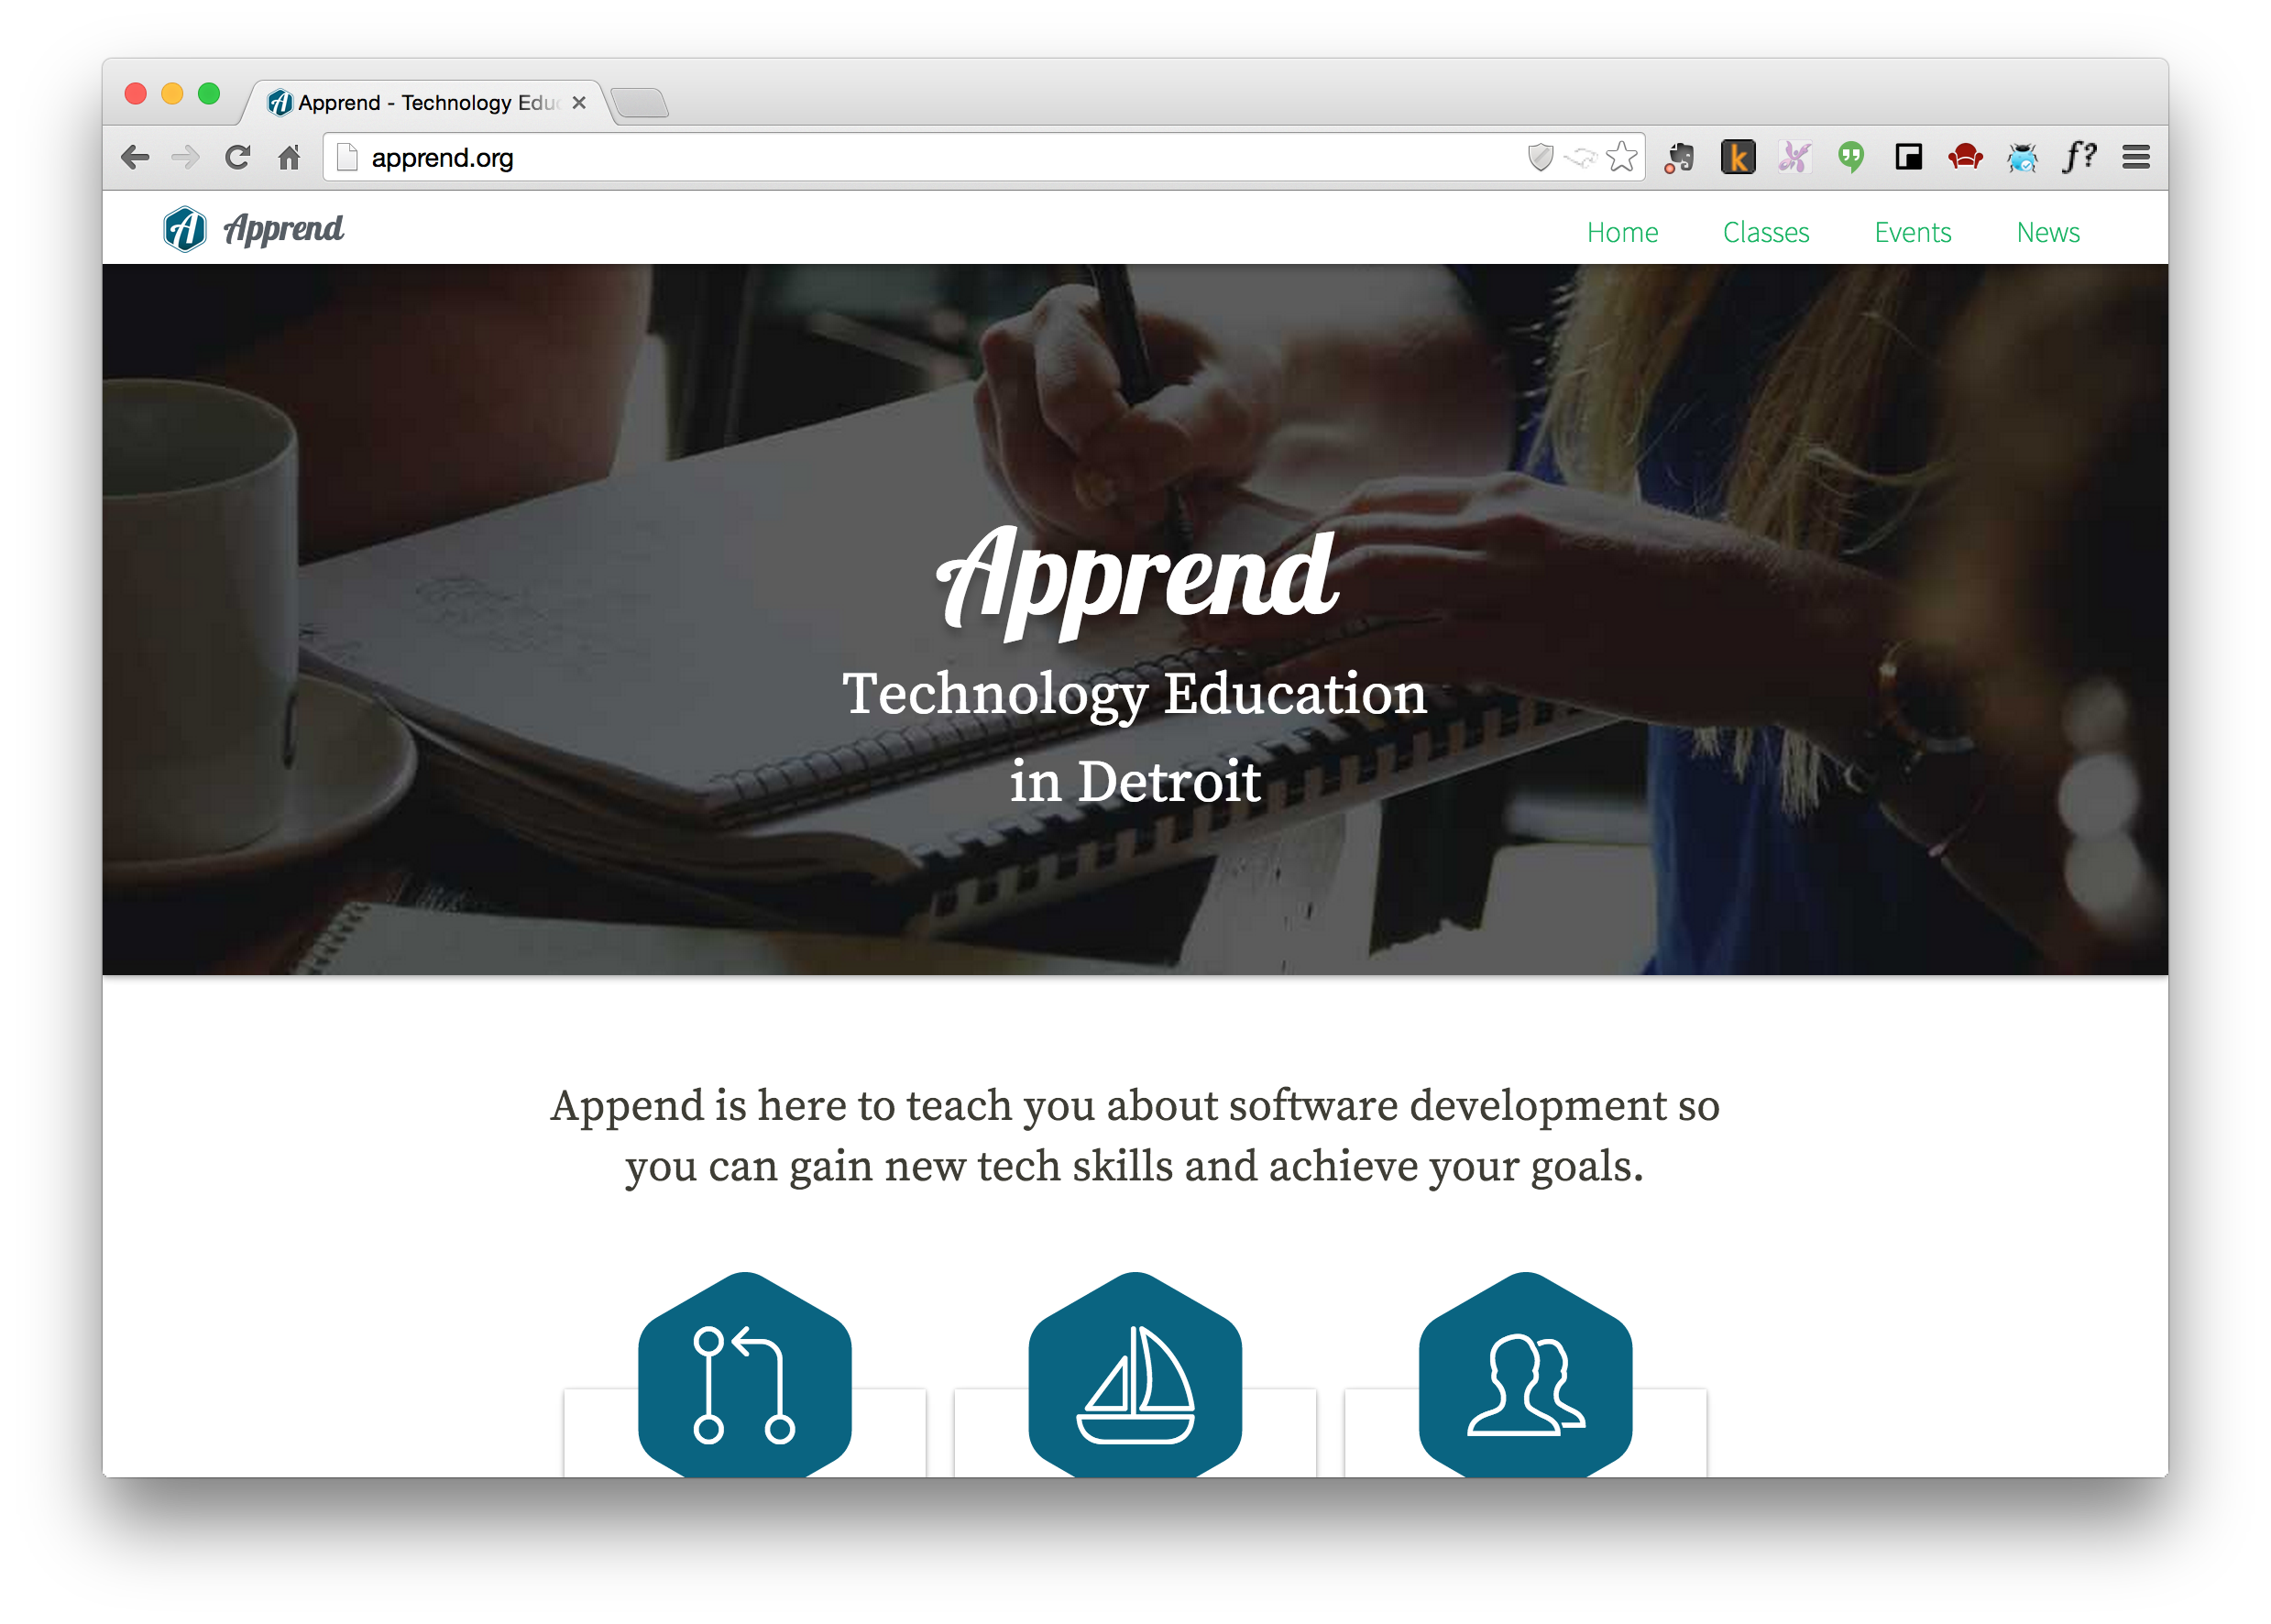 Apprend - Technology Edu
apprend.org
Apprend
Home Classes Events News
Apprend
Technology Education
in Detroit
Append is here to teach you about software development so
you can gain new tech skills and achieve your goals.